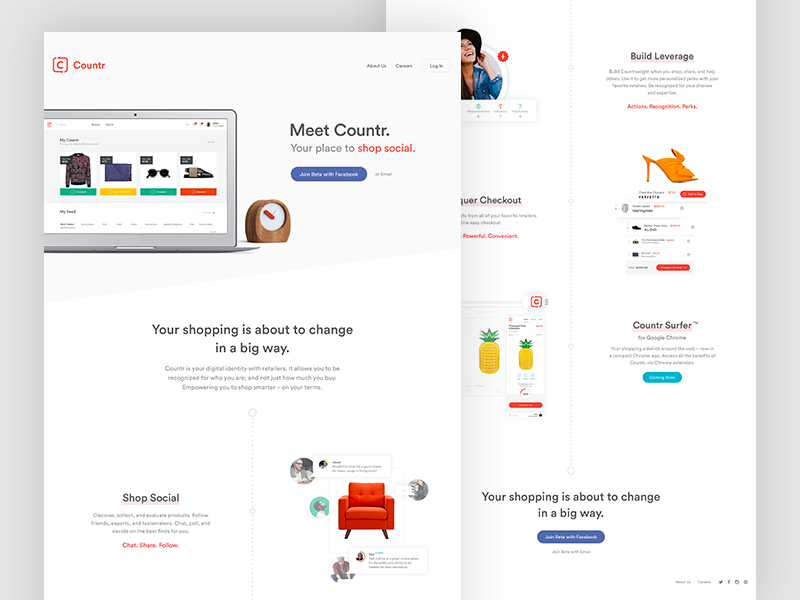 Countr
About Us
Careers
Log In
My Countr
My Feed
Meet Countr.
Your place to shop social.
Join Beta with Facebook
or Email
Your shopping is about to change
in a big way.
Countr is your digital identity with retailers. It allows you to be
recognized for who you are; and not just how much you buy.
Empowering you to shop smarter – on your terms.
Shop Social
Discover, collect, and evaluate products. Follow
friends, experts, and tastemakers. Chat, poll, and
decide on the best finds for you.
Chat. Share. Follow.
Build Leverage
Build Countrweight when you shop, share, and help
others. Use it to get more personalized perks with your
favorite retailers. Be recognized for your choices
and expertise.
Actions. Recognition. Perks.
quer Checkout
cts from all of your favorite retailers.
One easy checkout.
Powerful. Convenient.
Countr Surfer™
for Google Chrome
Your shopping sidekick around the web – now in
a compact Chrome app. Access all the benefits of
Countr, via Chrome extension.
Coming Soon
Your shopping is about to change
in a big way.
Join Beta with Facebook
Join Beta with Email
About Us
Careers